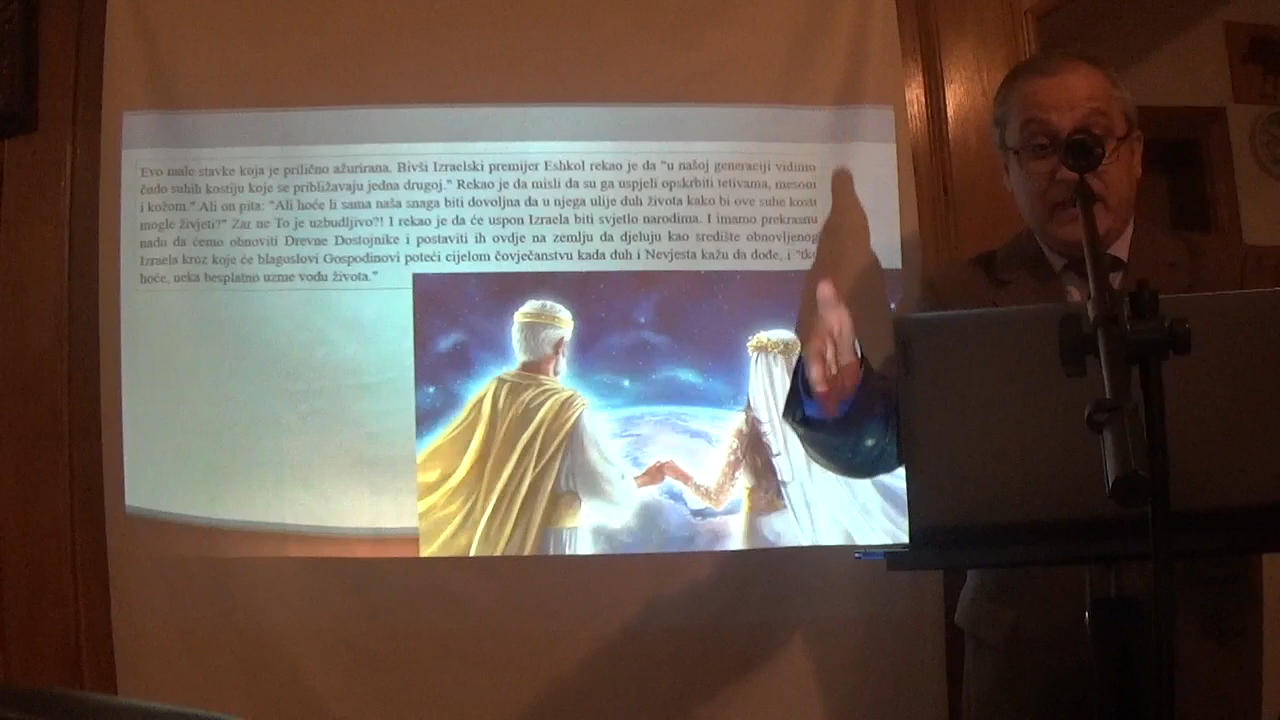 Evo male stavke koja je prilično ažurirana. Bivši Izraelski premijer Eshkol rekao je da "u našoj generaciji vidimo
čudo suhih kostiju koje se približavaju jedna drugoj." Rekao je da misli da su ga uspjeli opskrbiti tetivama, mesom
i kožom." Ali on pita: "Ali hoće li sama naša snaga biti dovoljna da u njega ulije duh života kako bi ove suhe kosti
mogle živjeti?" Zar ne To je uzbudljivo?! I rekao je da će uspon Izraela biti svjetlo narodima. I imamo prekrasnu
nadu da ćemo obnoviti Drevne Dostojnike i postaviti ih ovdje na zemlju da djeluju kao središte obnovljenog
Izraela kroz koje će blagoslovi Gospodinovi poteći cijelom čovječanstvu kada duh i Nevjesta kažu da dođe, i "tko
hoće, neka besplatno uzme vodu života."